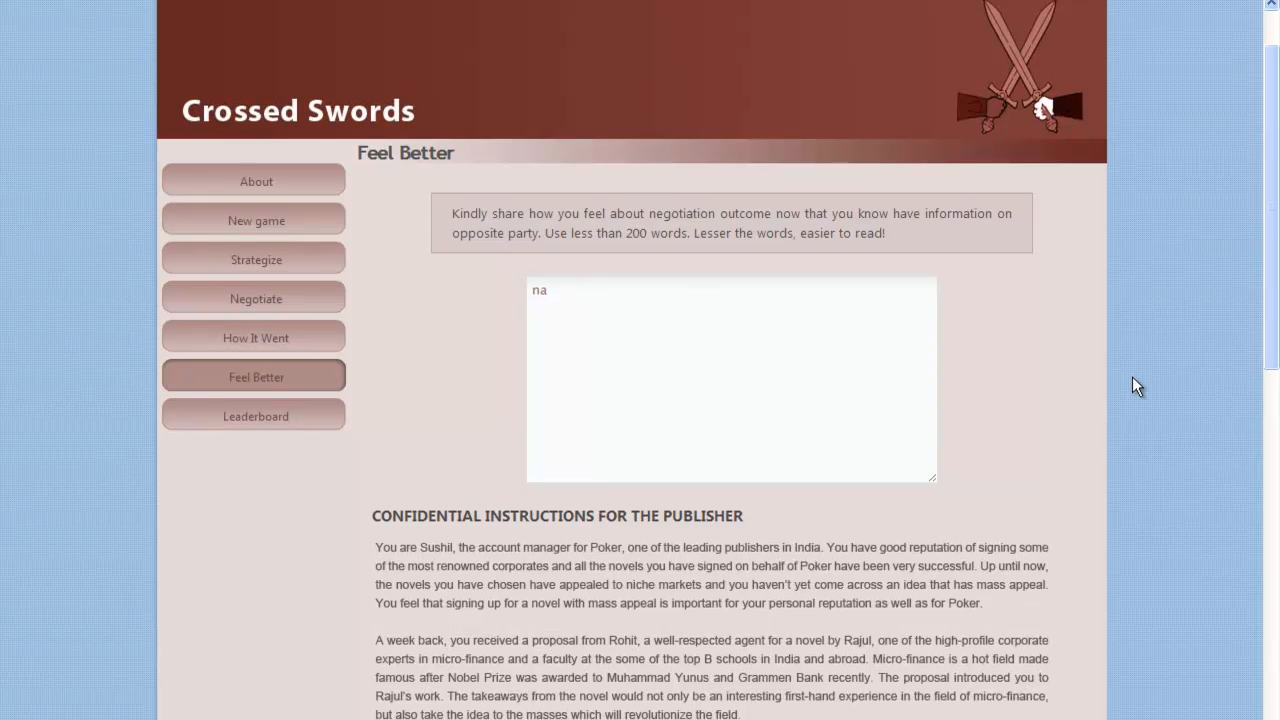 Crossed Swords
Feel Better
About
New game
Strategize
Negotiate
How It Went
Feel Better
Leaderboard
Kindly share how you feel about negotiation outcome now that you know have information on
opposite party. Use less than 200 words. Lesser the words, easier to read!
na
CONFIDENTIAL INSTRUCTIONS FOR THE PUBLISHER
You are Sushil, the account manager for Poker, one of the leading publishers in India. You have good reputation of signing some
of the most renowned corporates and all the novels you have signed on behalf of Poker have been very successful. Up until now,
the novels you have chosen have appealed to niche markets and you haven't yet come across an idea that has mass appeal.
You feel that signing up for a novel with mass appeal is important for your personal reputation as well as for Poker.
A week back, you received a proposal from Rohit, a well-respected agent for a novel by Rajul, one of the high-profile corporate
experts in micro-finance and a faculty at the some of the top B schools in India and abroad. Micro-finance is a hot field made
famous after Nobel Prize was awarded to Muhammad Yunus and Grammen Bank recently. The proposal introduced you to
Rajul's work. The takeaways from the novel would not only be an interesting first-hand experience in the field of micro-finance,
but also take the idea to the masses which will revolutionize the field.